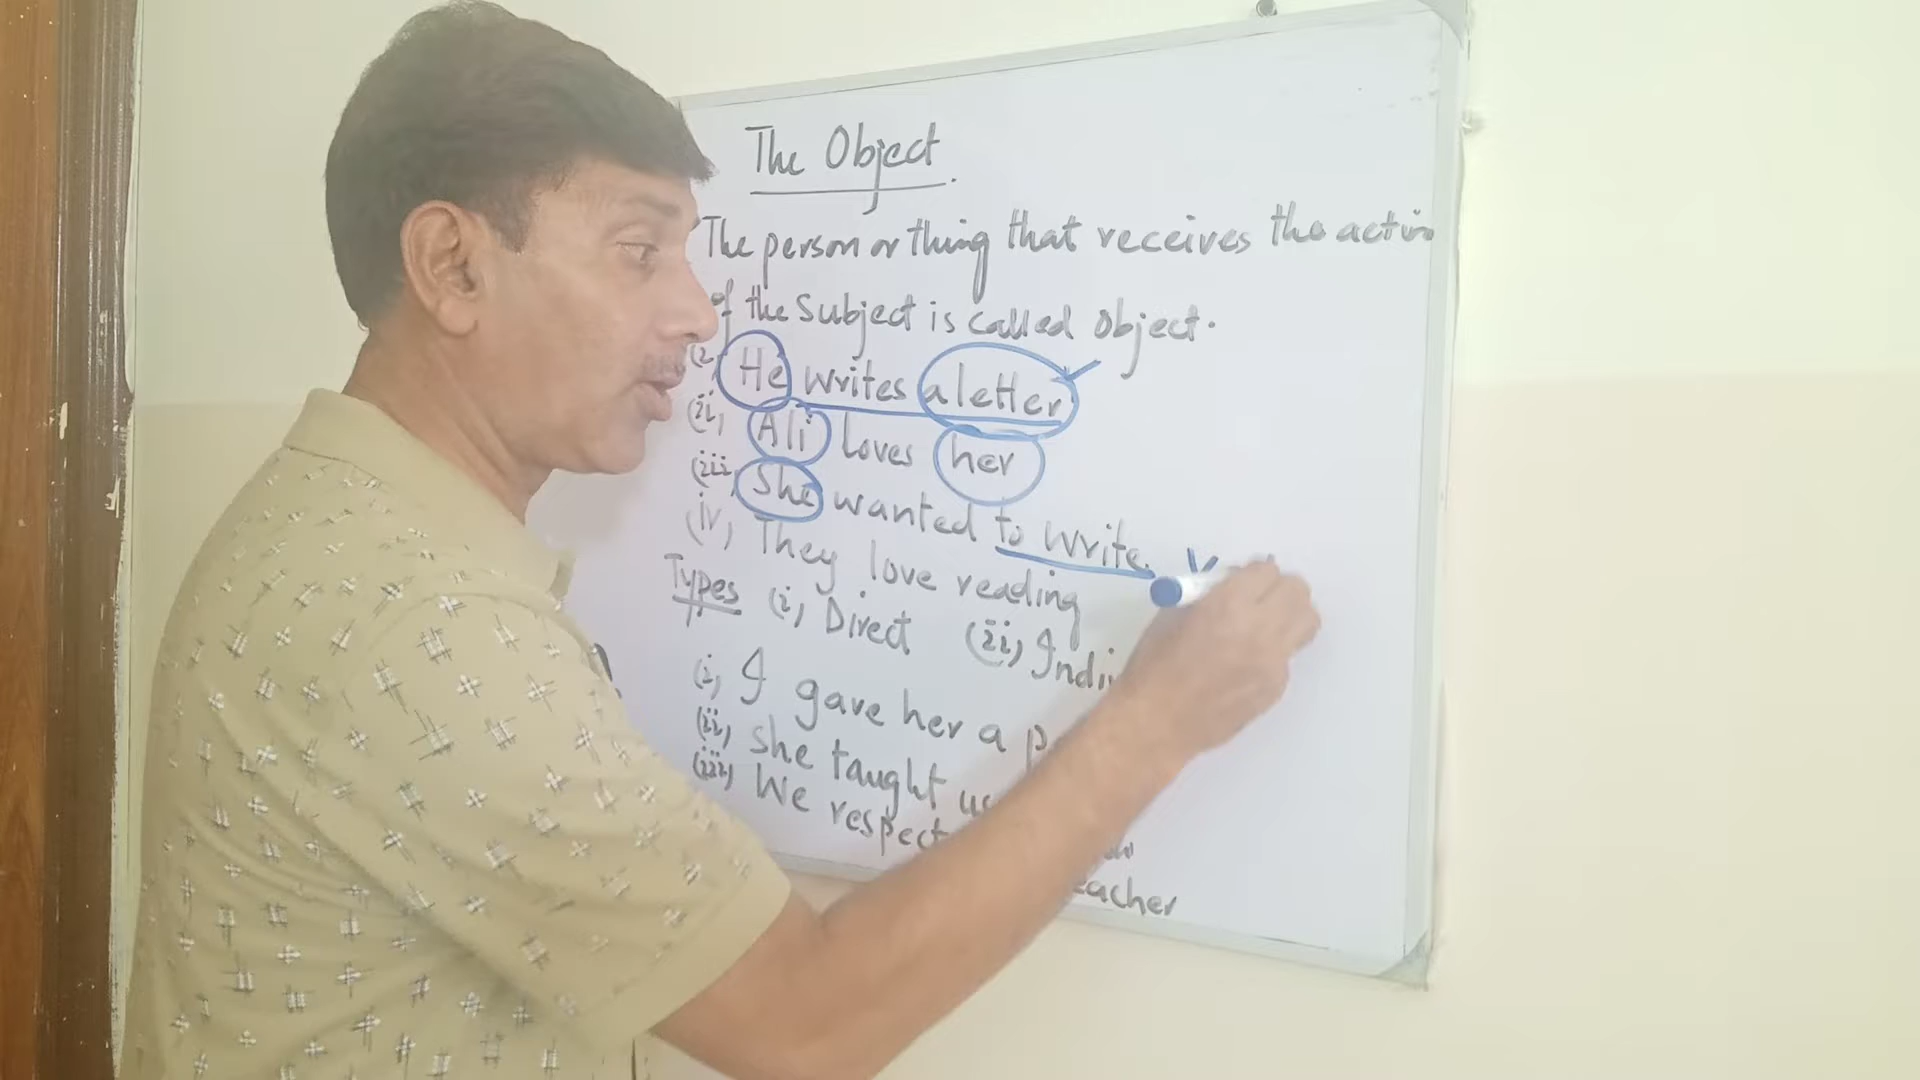 The Object.
The person or thing that receives the action
of the Subject is called object.
(i) He writes a letter
(ii) Ali loves her
(iii) She wanted to write.
(iv) They love reading
Types (i) Direct (ii) Indi
(i) I gave her a
(ii) She taught us
(iii) We respect
eacher